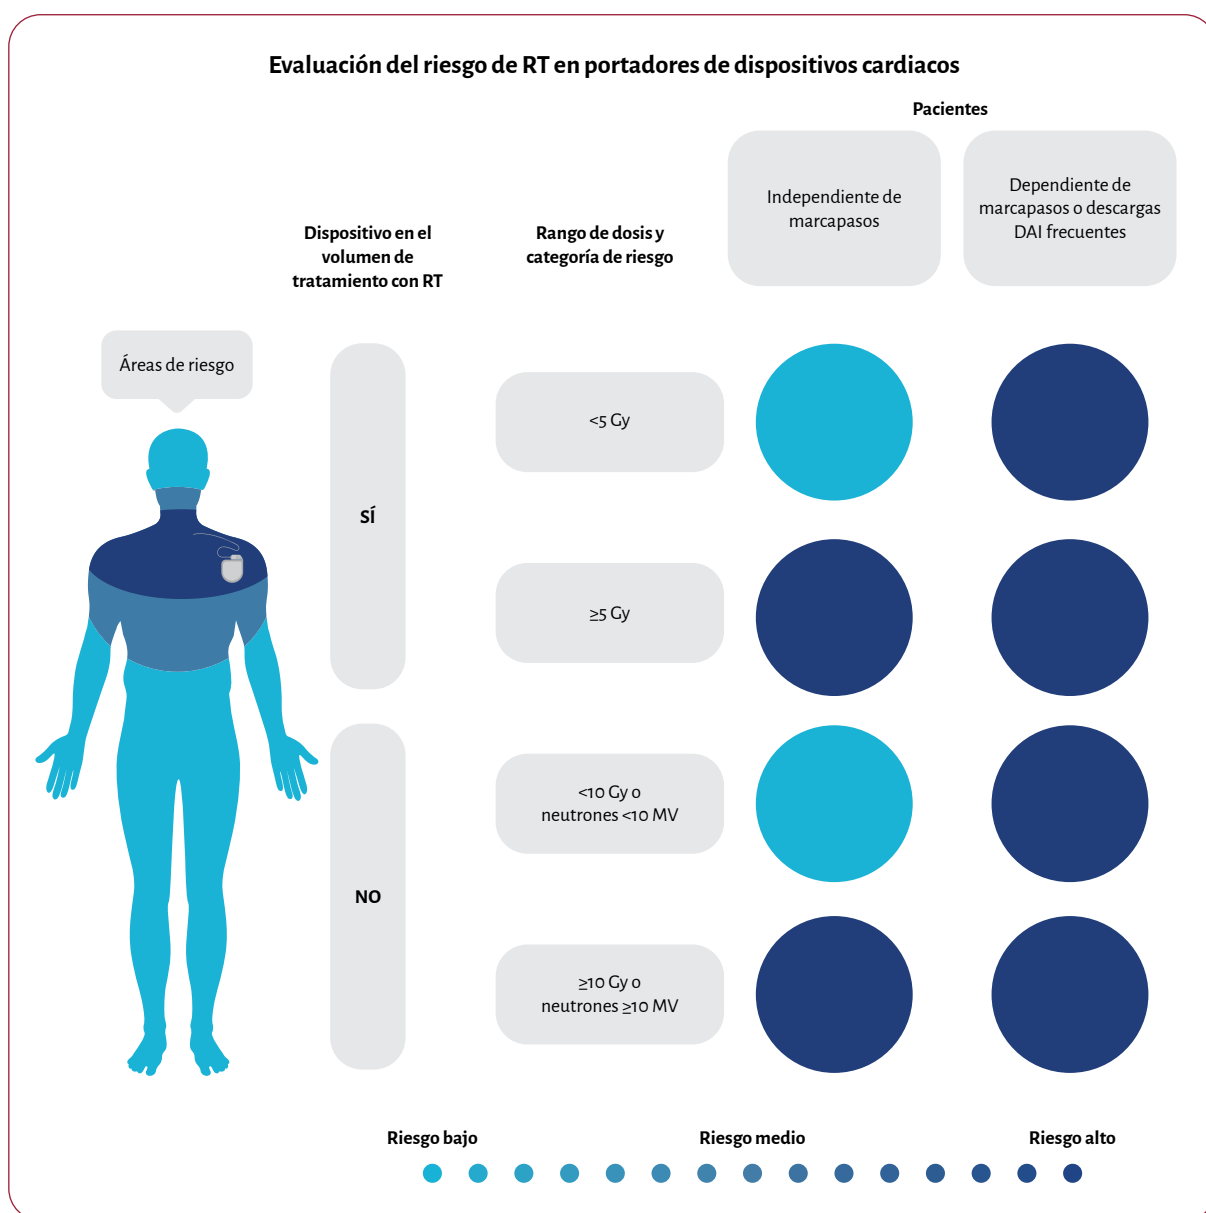 Evaluación del riesgo de RT en portadores de dispositivos cardiacos
Pacientes
Independiente de
marcapasos
Dependiente de
marcapasos o descargas
DAI frecuentes
Dispositivo en el
volumen de
tratamiento con RT
Rango de dosis y
categoría de riesgo
Áreas de riesgo
SÍ
<5 Gy
≥5 Gy
NO
<10 Gy o
neutrones <10 MV
≥10 Gy o
neutrones ≥10 MV
Riesgo bajo
Riesgo medio
Riesgo alto